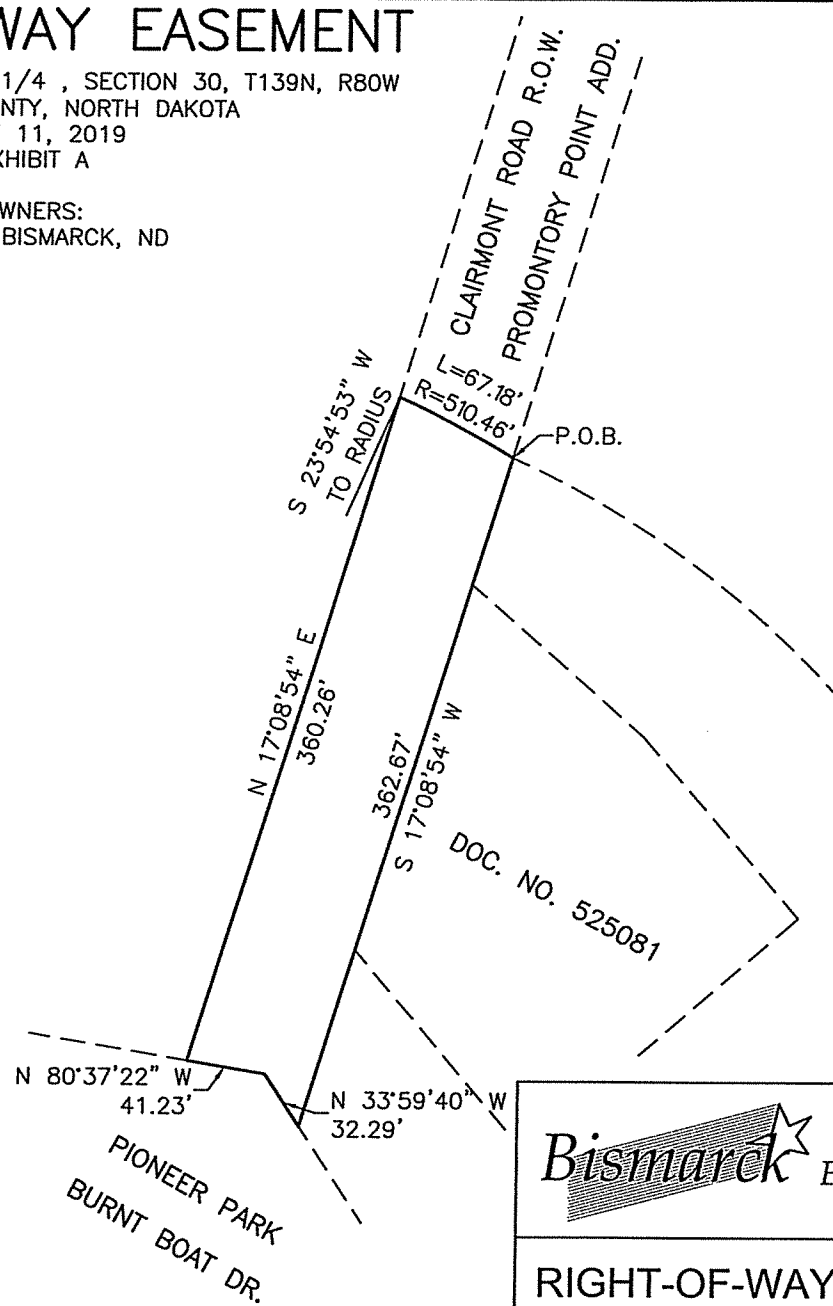 WAY EASEMENT
1/4 , SECTION 30, T139N, R80W
NTY, NORTH DAKOTA
11, 2019
XHIBIT A
WNERS:
BISMARCK, ND
CLAIRMONT ROAD R.O.W.
PROMONTORY POINT ADD.
L=67.18'
R=510.46'
P.O.B.
S 23°54'53" W
TO RADIUS
N 17°08'54" E
360.26'
362.67'
S 17°08'54" W
DOC. NO. 525081
N 80°37'22" W
41.23'
N 33°59'40" W
32.29'
PIONEER PARK
BURNT BOAT DR.
Bismarck
RIGHT-OF-WAY